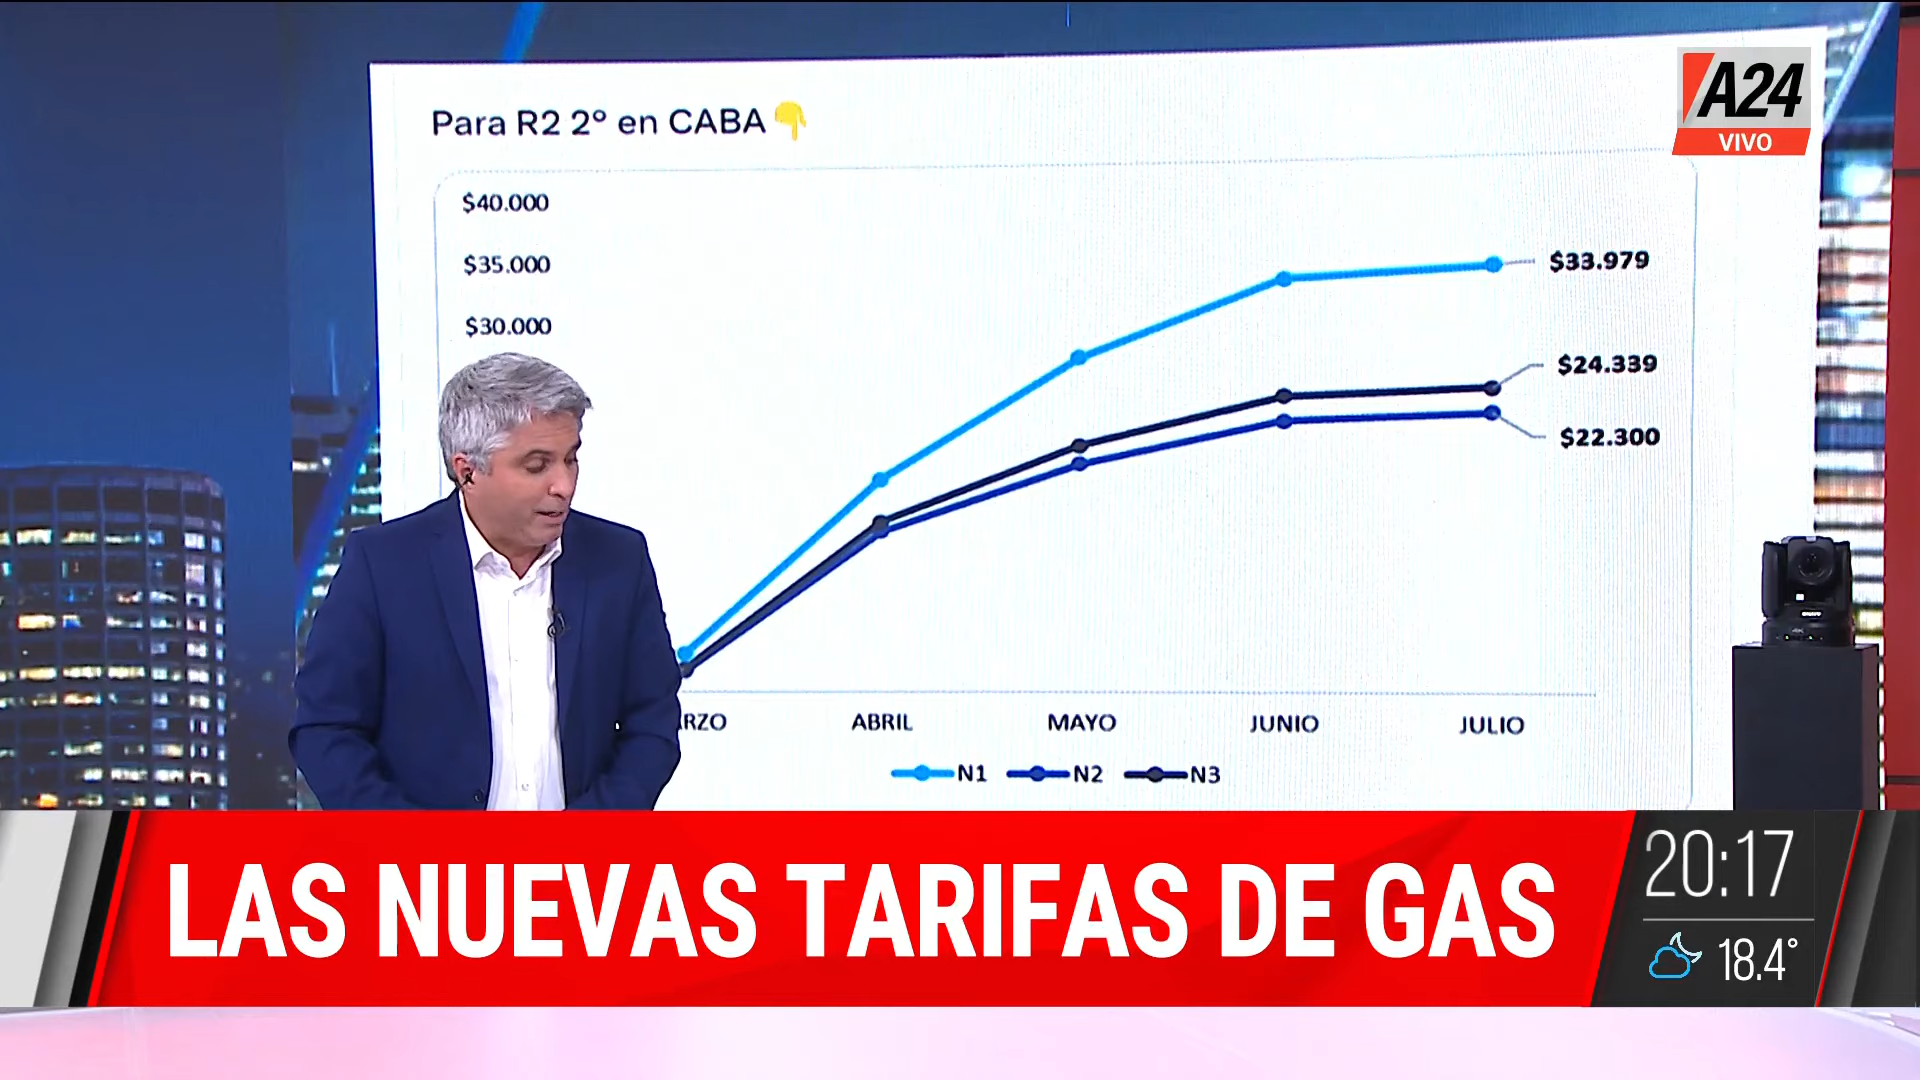 Para R2 2° en CABA
A24
VIVO
$40.000
$35.000
$30.000
$33.979
$24.339
$22.300
ABRIL
MAYO
JUNIO
JULIO
N1
N2
N3
LAS NUEVAS TARIFAS DE GAS
20:17
18.4°